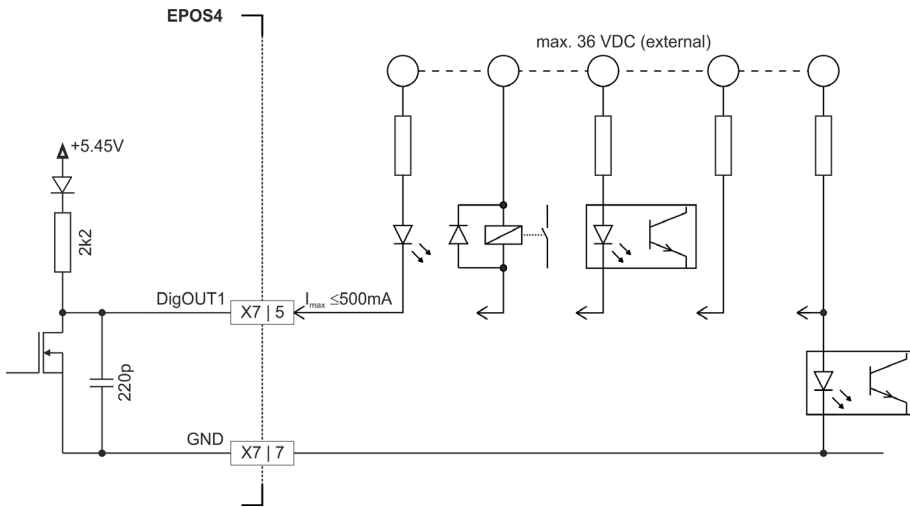 EPOS4
max. 36 VDC (external)
+5.45V
2k2
DigOUT1
X7 | 5
Imax ≤500mA
220p
GND
X7 | 7